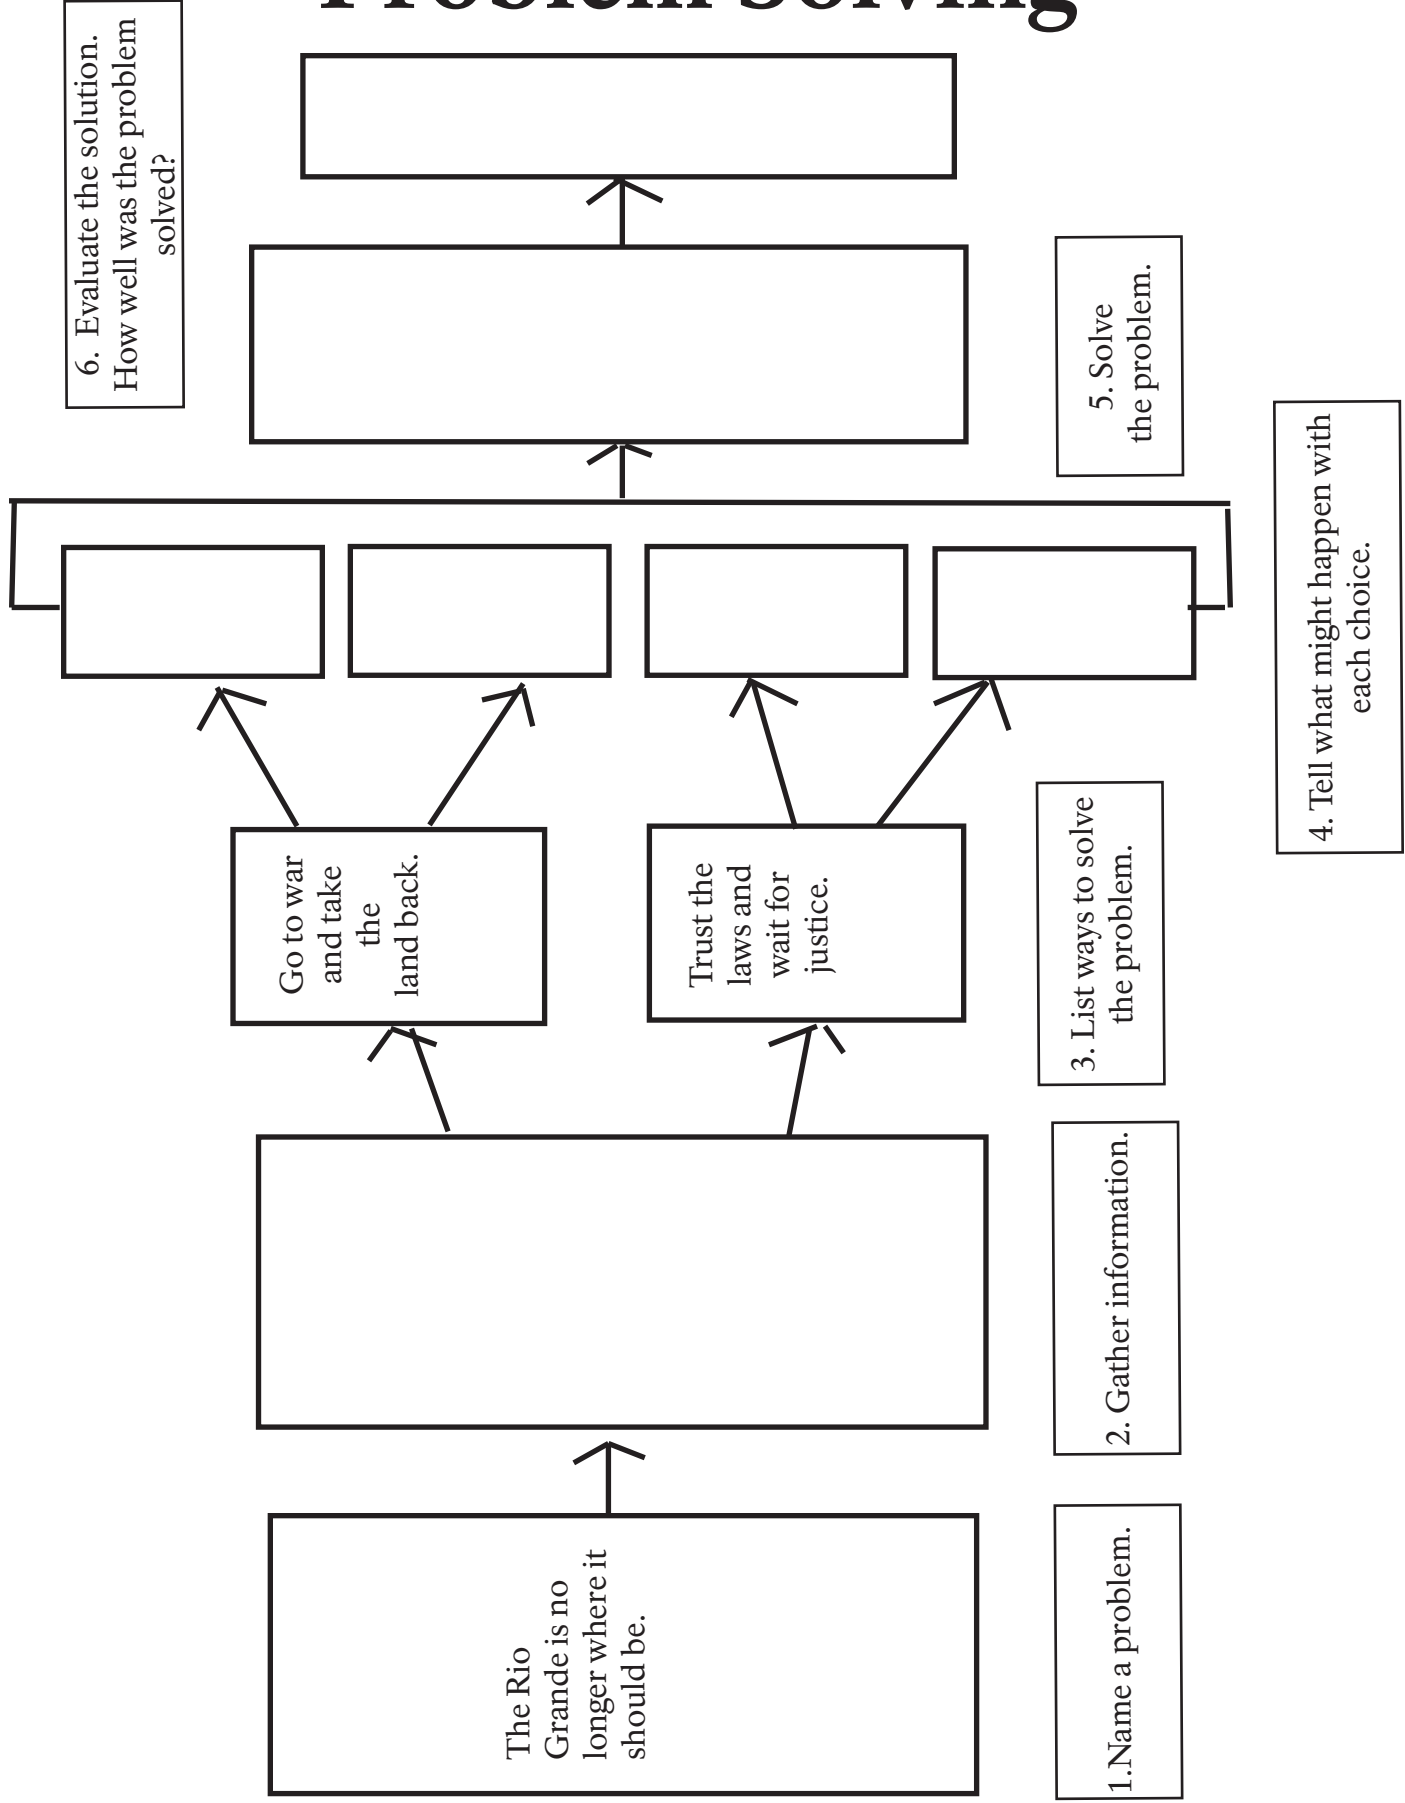 Problem Solving
The Rio
Grande is no
longer where it
should be.
1.Name a problem.
2. Gather information.
Go to war
and take
the
land back.
Trust the
laws and
wait for
justice.
3. List ways to solve
the problem.
4. Tell what might happen with
each choice.
5. Solve
the problem.
6. Evaluate the solution.
How well was the problem
solved?